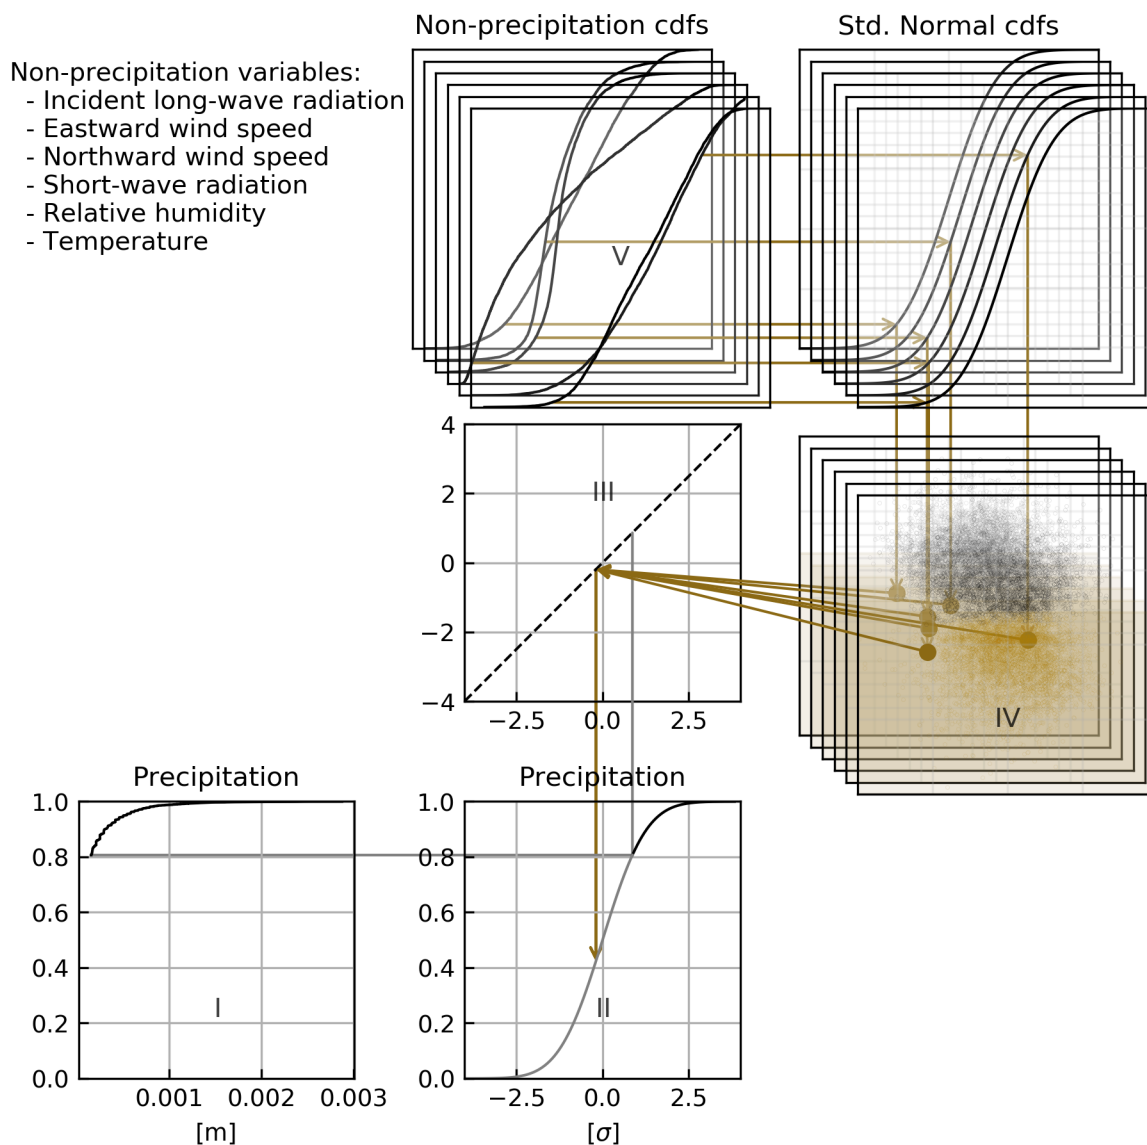 Non-precipitation cdfs
Std. Normal cdfs
Non-precipitation variables:
- Incident long-wave radiation
- Eastward wind speed
- Northward wind speed
- Short-wave radiation
- Relative humidity
- Temperature
V
4
2
0
−2
−4
III
−2.5 0.0 2.5
IV
Precipitation
1.0
0.8
0.6
0.4
0.2
0.0
I
0.001 0.002 0.003
[m]
Precipitation
1.0
0.8
0.6
0.4
0.2
0.0
II
−2.5 0.0 2.5
[σ]